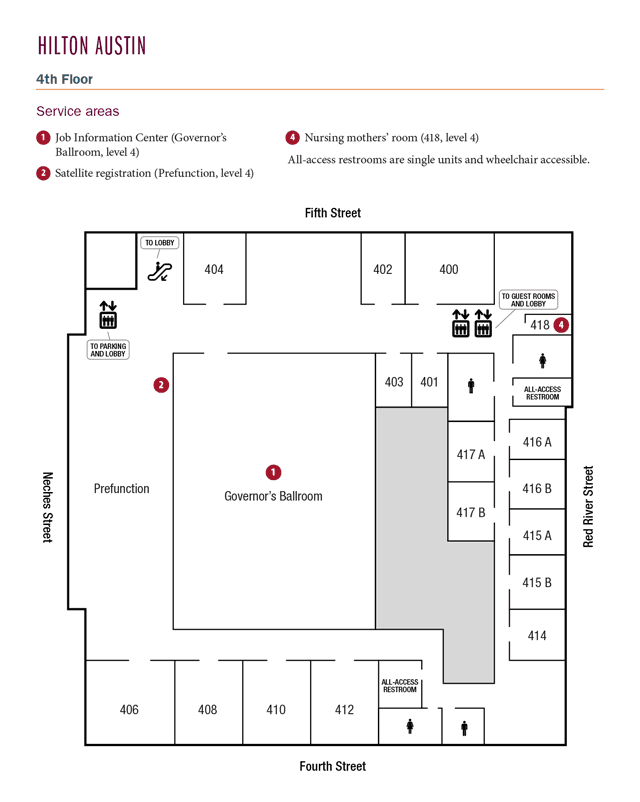 HILTON AUSTIN
4th Floor
Service areas
1 Job Information Center (Governor's
Ballroom, level 4)
2 Satellite registration (Prefunction, level 4)
4 Nursing mothers' room (418, level 4)
All-access restrooms are single units and wheelchair accessible.
Fifth Street
TO LOBBY
404
402
400
TO GUEST ROOMS
AND LOBBY
418 4
TO PARKING
AND LOBBY
2
403
401
ALL-ACCESS
RESTROOM
416 A
417 A
1
Neches Street
Prefunction
Governor's Ballroom
416 B
Red River Street
417 B
415 A
415 B
414
ALL-ACCESS
RESTROOM
406
408
410
412
Fourth Street